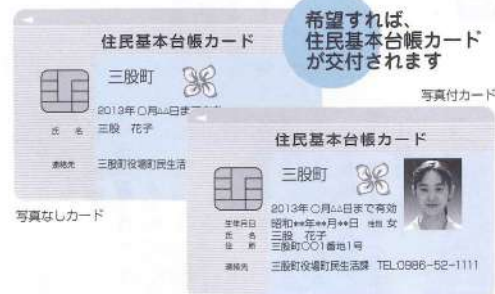 希望すれば、
住民基本台帳カード
が交付されます
写真付カード
住民基本台帳カード
三股町
2013年○月△△日まで有効
氏 名 三股 花子
連絡先 三股町役場町民生活
写真なしカード
住民基本台帳カード
三股町
2013年○月△△日まで有効
生年月日 昭和**年**月**日 性別 女
氏 名 三股 花子
住 所 三股町○○1番地1号
連絡先 三股町役場町民生活課 TEL0986-52-1111